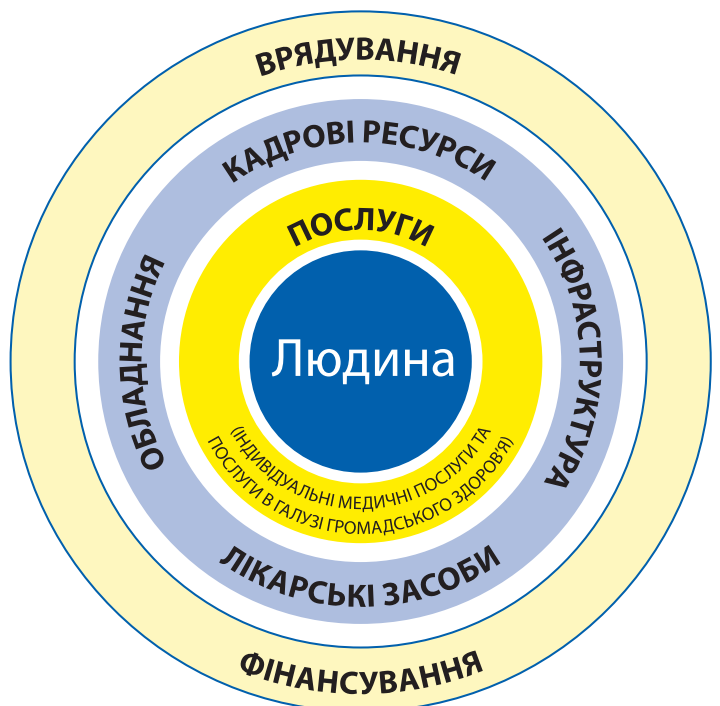 ВРЯДУВАННЯ
КАДРОВІ РЕСУРСИ
ПОСЛУГИ
ОБЛАДНАННЯ
ІНФРАСТРУКТУРА
Людина
(ІНДИВІДУАЛЬНІ МЕДИЧНІ ПОСЛУГИ ТА
ПОСЛУГИ В ГАЛУЗІ ГРОМАДСЬКОГО ЗДОРОВ'Я)
ЛІКАРСЬКІ ЗАСОБИ
ФІНАНСУВАННЯ